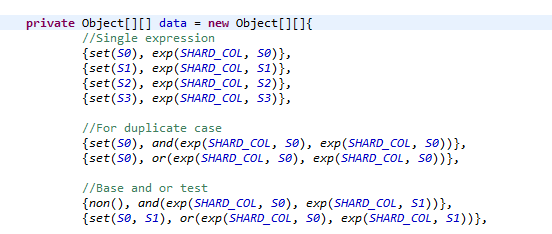 private Object[][] data = new Object[][]{
//Single expression
{set(S0), exp(SHARD_COL, S0)},
{set(S1), exp(SHARD_COL, S1)},
{set(S2), exp(SHARD_COL, S2)},
{set(S3), exp(SHARD_COL, S3)},
//For duplicate case
{set(S0), and(exp(SHARD_COL, S0), exp(SHARD_COL, S0))},
{set(S0), or(exp(SHARD_COL, S0), exp(SHARD_COL, S0))},
//Base and or test
{non(), and(exp(SHARD_COL, S0), exp(SHARD_COL, S1))},
{set(S0, S1), or(exp(SHARD_COL, S0), exp(SHARD_COL, S1))},